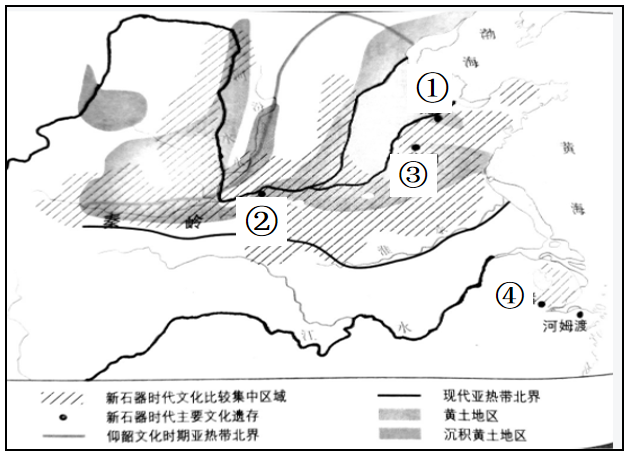 渤
海
①
黄
③
秦 岭
②
海
淮
④
江 水
河姆渡
新石器时代文化比较集中区域
现代亚热带北界
新石器时代主要文化遗存
黄土地区
仰韶文化时期亚热带北界
沉积黄土地区